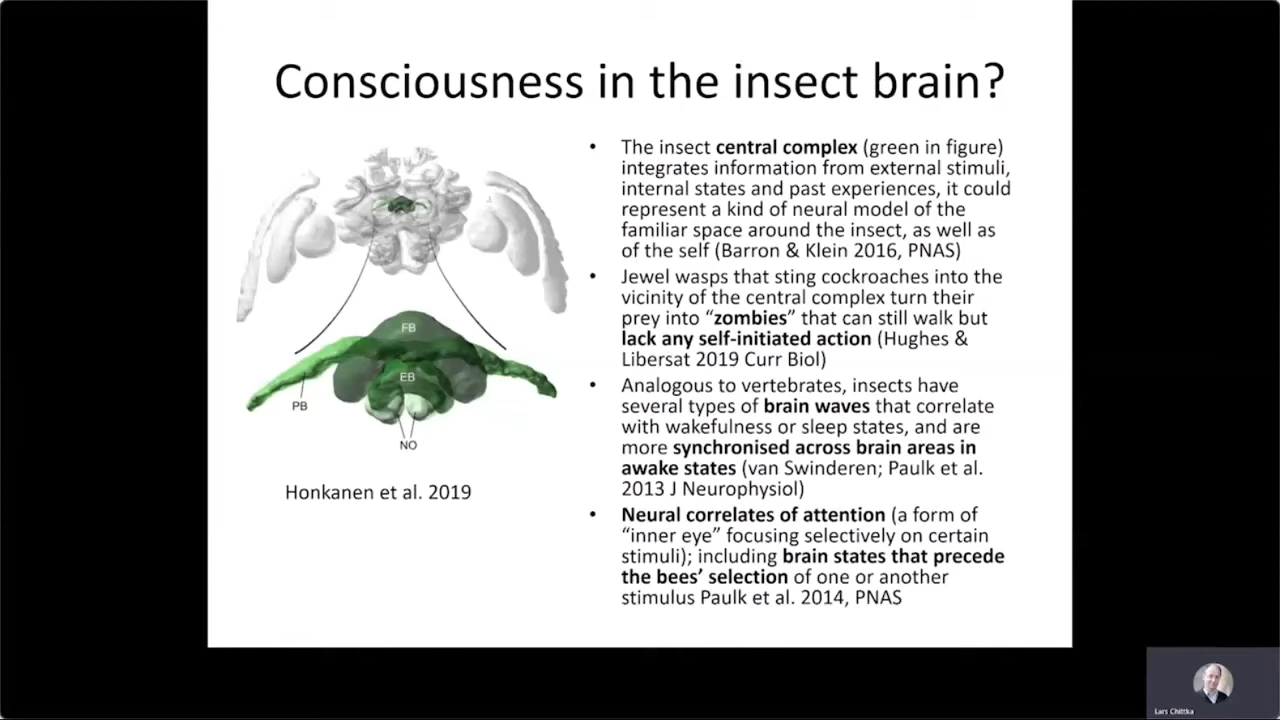 Consciousness in the insect brain?
• The insect central complex (green in figure)
integrates information from external stimuli,
internal states and past experiences, it could
represent a kind of neural model of the
familiar space around the insect, as well as
of the self (Barron & Klein 2016, PNAS)
• Jewel wasps that sting cockroaches into the
vicinity of the central complex turn their
prey into “zombies” that can still walk but
lack any self-initiated action (Hughes &
Libersat 2019 Curr Biol)
• Analogous to vertebrates, insects have
several types of brain waves that correlate
with wakefulness or sleep states, and are
more synchronised across brain areas in
awake states (van Swinderen; Paulk et al.
2013 J Neurophysiol)
• Neural correlates of attention (a form of
“inner eye” focusing selectively on certain
stimuli); including brain states that precede
the bees’ selection of one or another
stimulus Paulk et al. 2014, PNAS
FB
EB
PB
NO
Honkanen et al. 2019
Lars Chittka